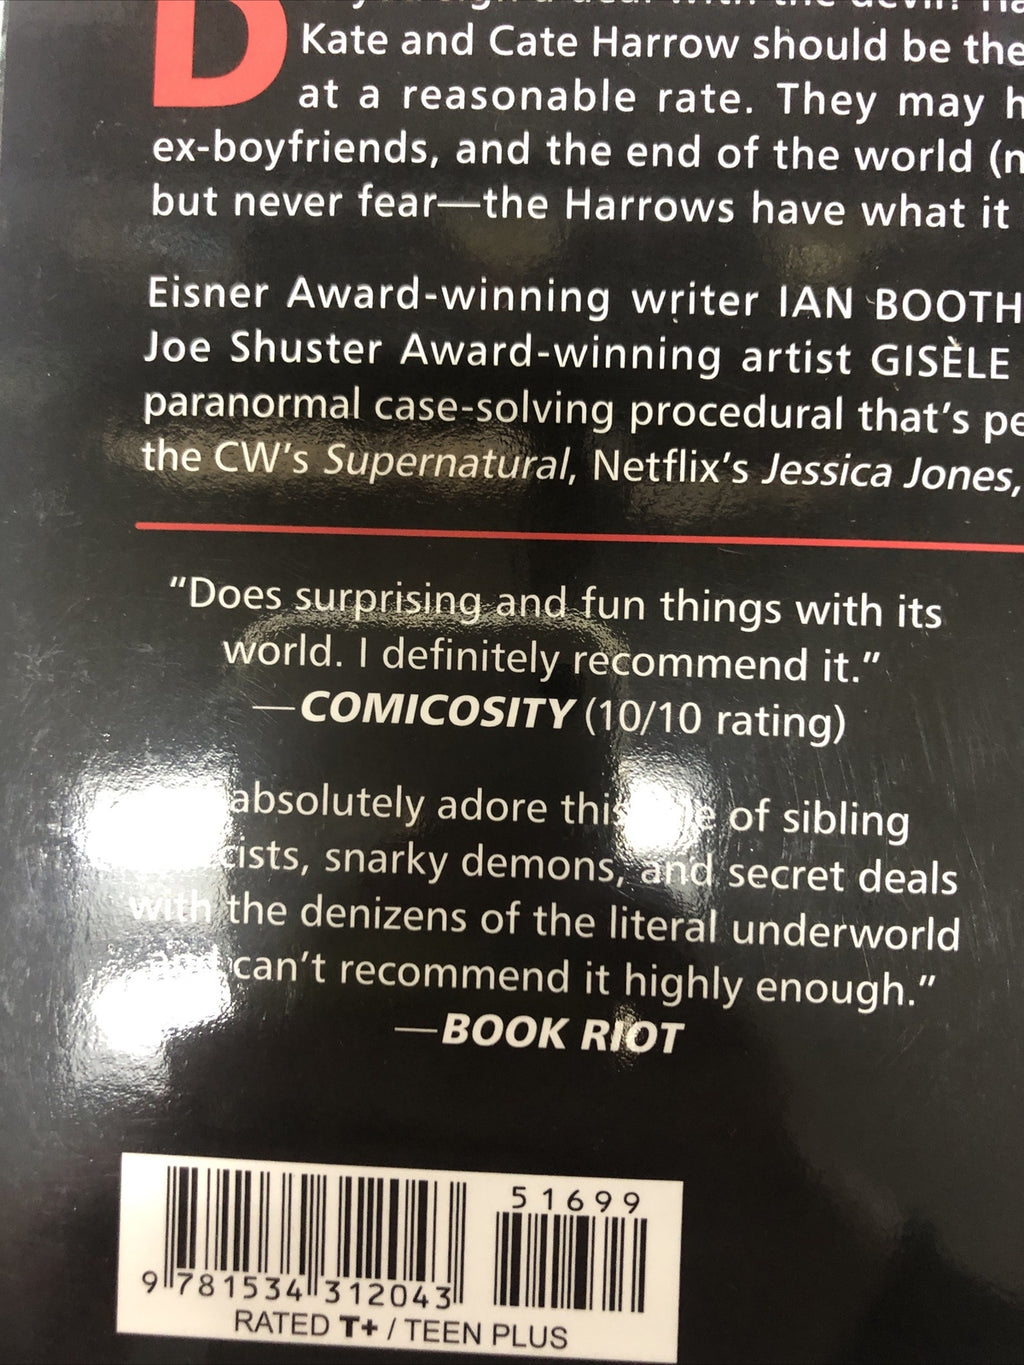 D
Kate and Cate Harrow should be the
at a reasonable rate. They may h
ex-boyfriends, and the end of the world (n
but never fear—the Harrows have what it
Eisner Award-winning writer IAN BOOTH
Joe Shuster Award-winning artist GISÈLE
paranormal case-solving procedural that's pe
the CW's Supernatural, Netflix's Jessica Jones,
"Does surprising and fun things with its
world. I definitely recommend it."
—COMICOSITY (10/10 rating)
absolutely adore this of sibling
snarky demons, and secret deals
with the denizens of the literal underworld
can't recommend it highly enough."
—BOOK RIOT
51699
9 781534 312043
RATED T+ / TEEN PLUS